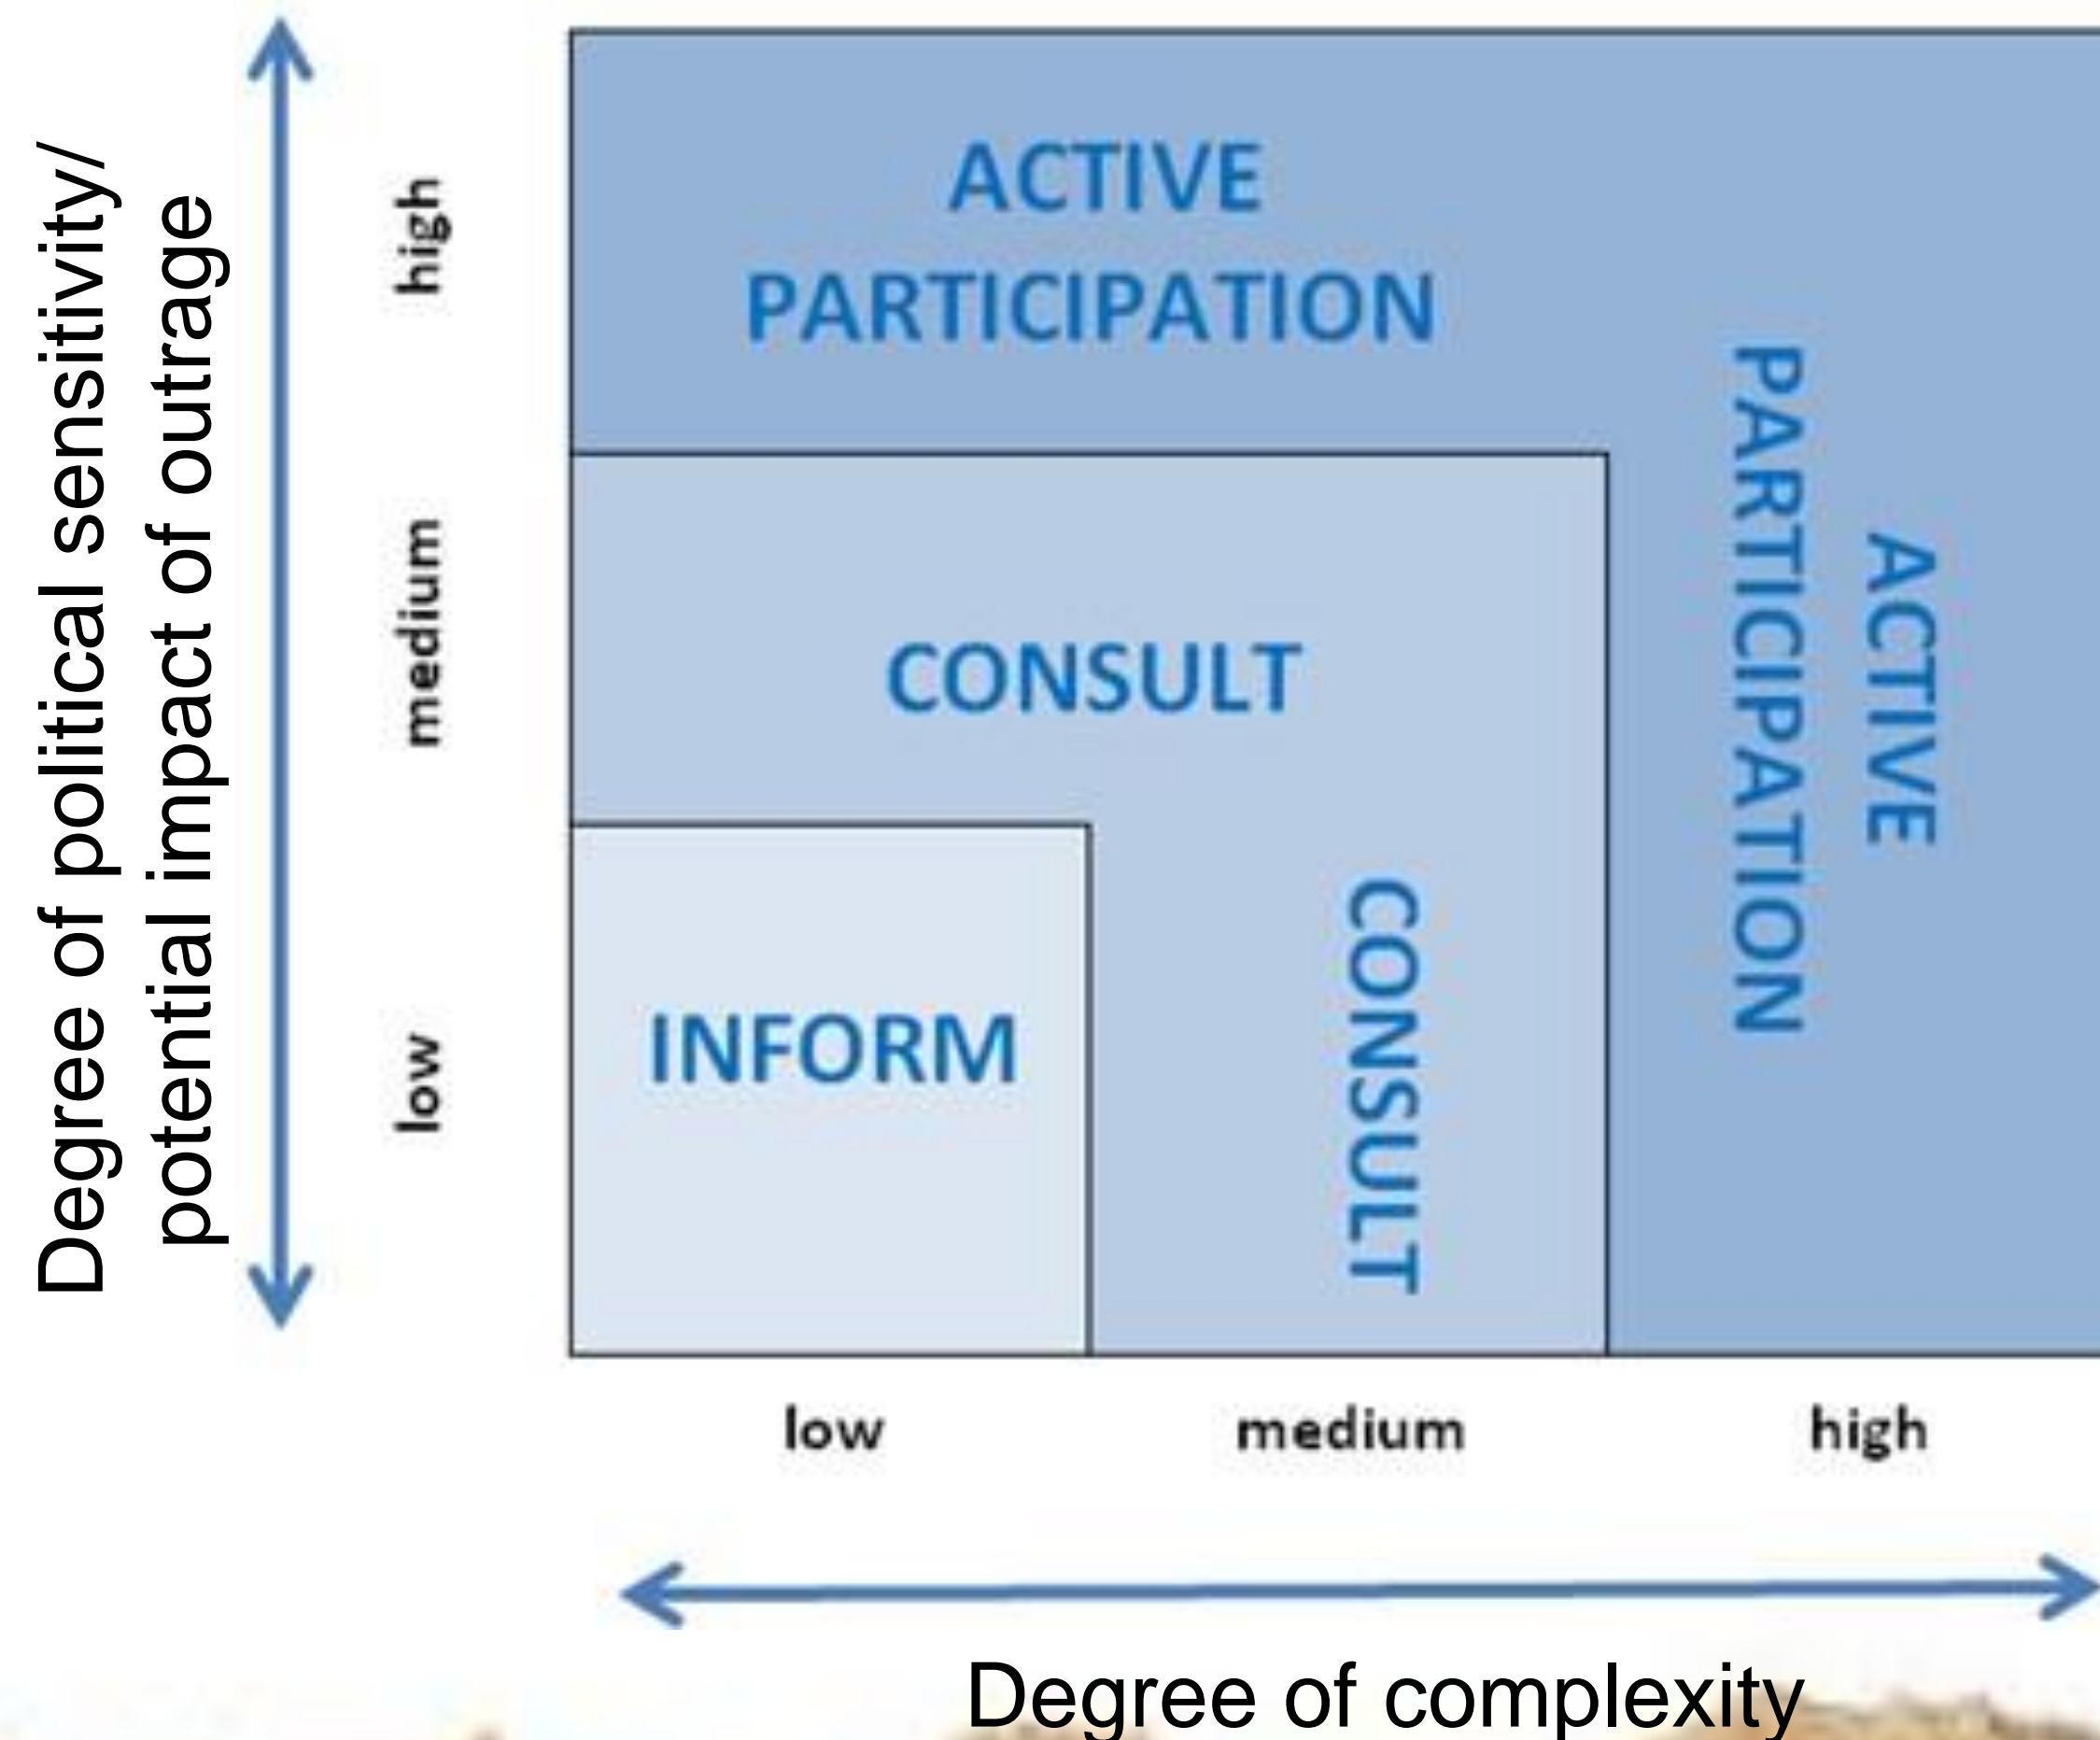 Degree of political sensitivity/
potential impact of outrage
high
medium
low
ACTIVE
PARTICIPATION
CONSULT
INFORM
CONSULT
ACTIVE
PARTICIPATION
low
medium
high
Degree of complexity